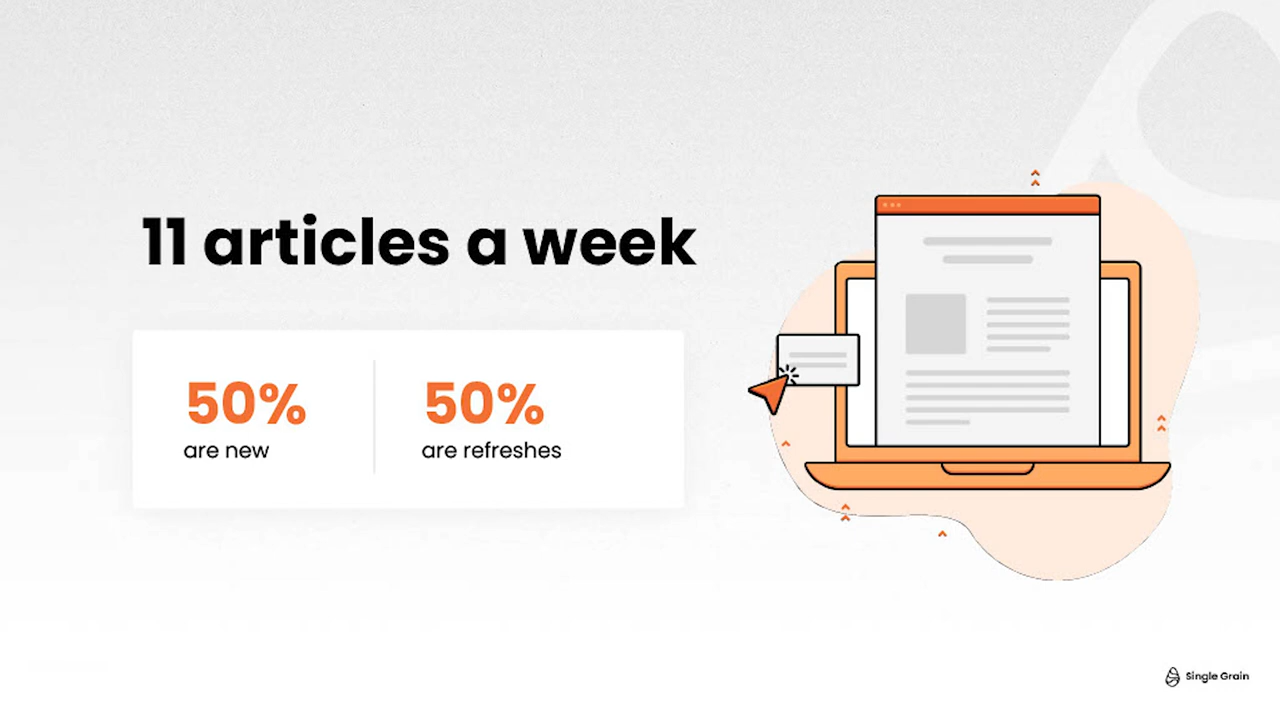 11 articles a week
50%
are new
50%
are refreshes
Single Grain